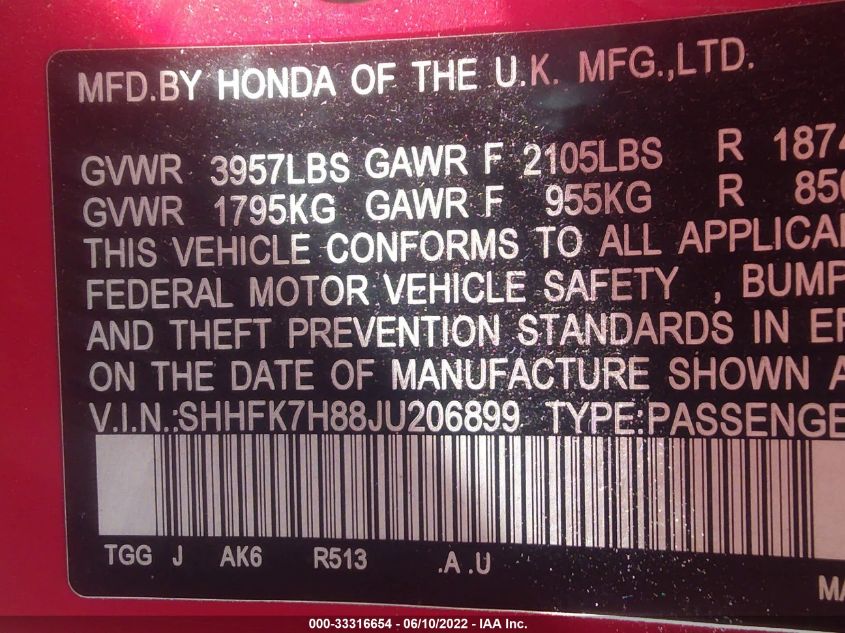 MFD.BY HONDA OF THE U.K. MFG.,LTD.
GVWR 3957LBS GAWR F 2105LBS R 1874
GVWR 1795KG GAWR F 955KG R 850
THIS VEHICLE CONFORMS TO ALL APPLICA
FEDERAL MOTOR VEHICLE SAFETY , BUMP
AND THEFT PREVENTION STANDARDS IN EF
ON THE DATE OF MANUFACTURE SHOWN A
V.I.N.:SHHFK7H88JU206899 TYPE:PASSENGE
TGG J AK6 R513 .A .U
MA
000-33316654 - 06/10/2022 - IAA Inc.